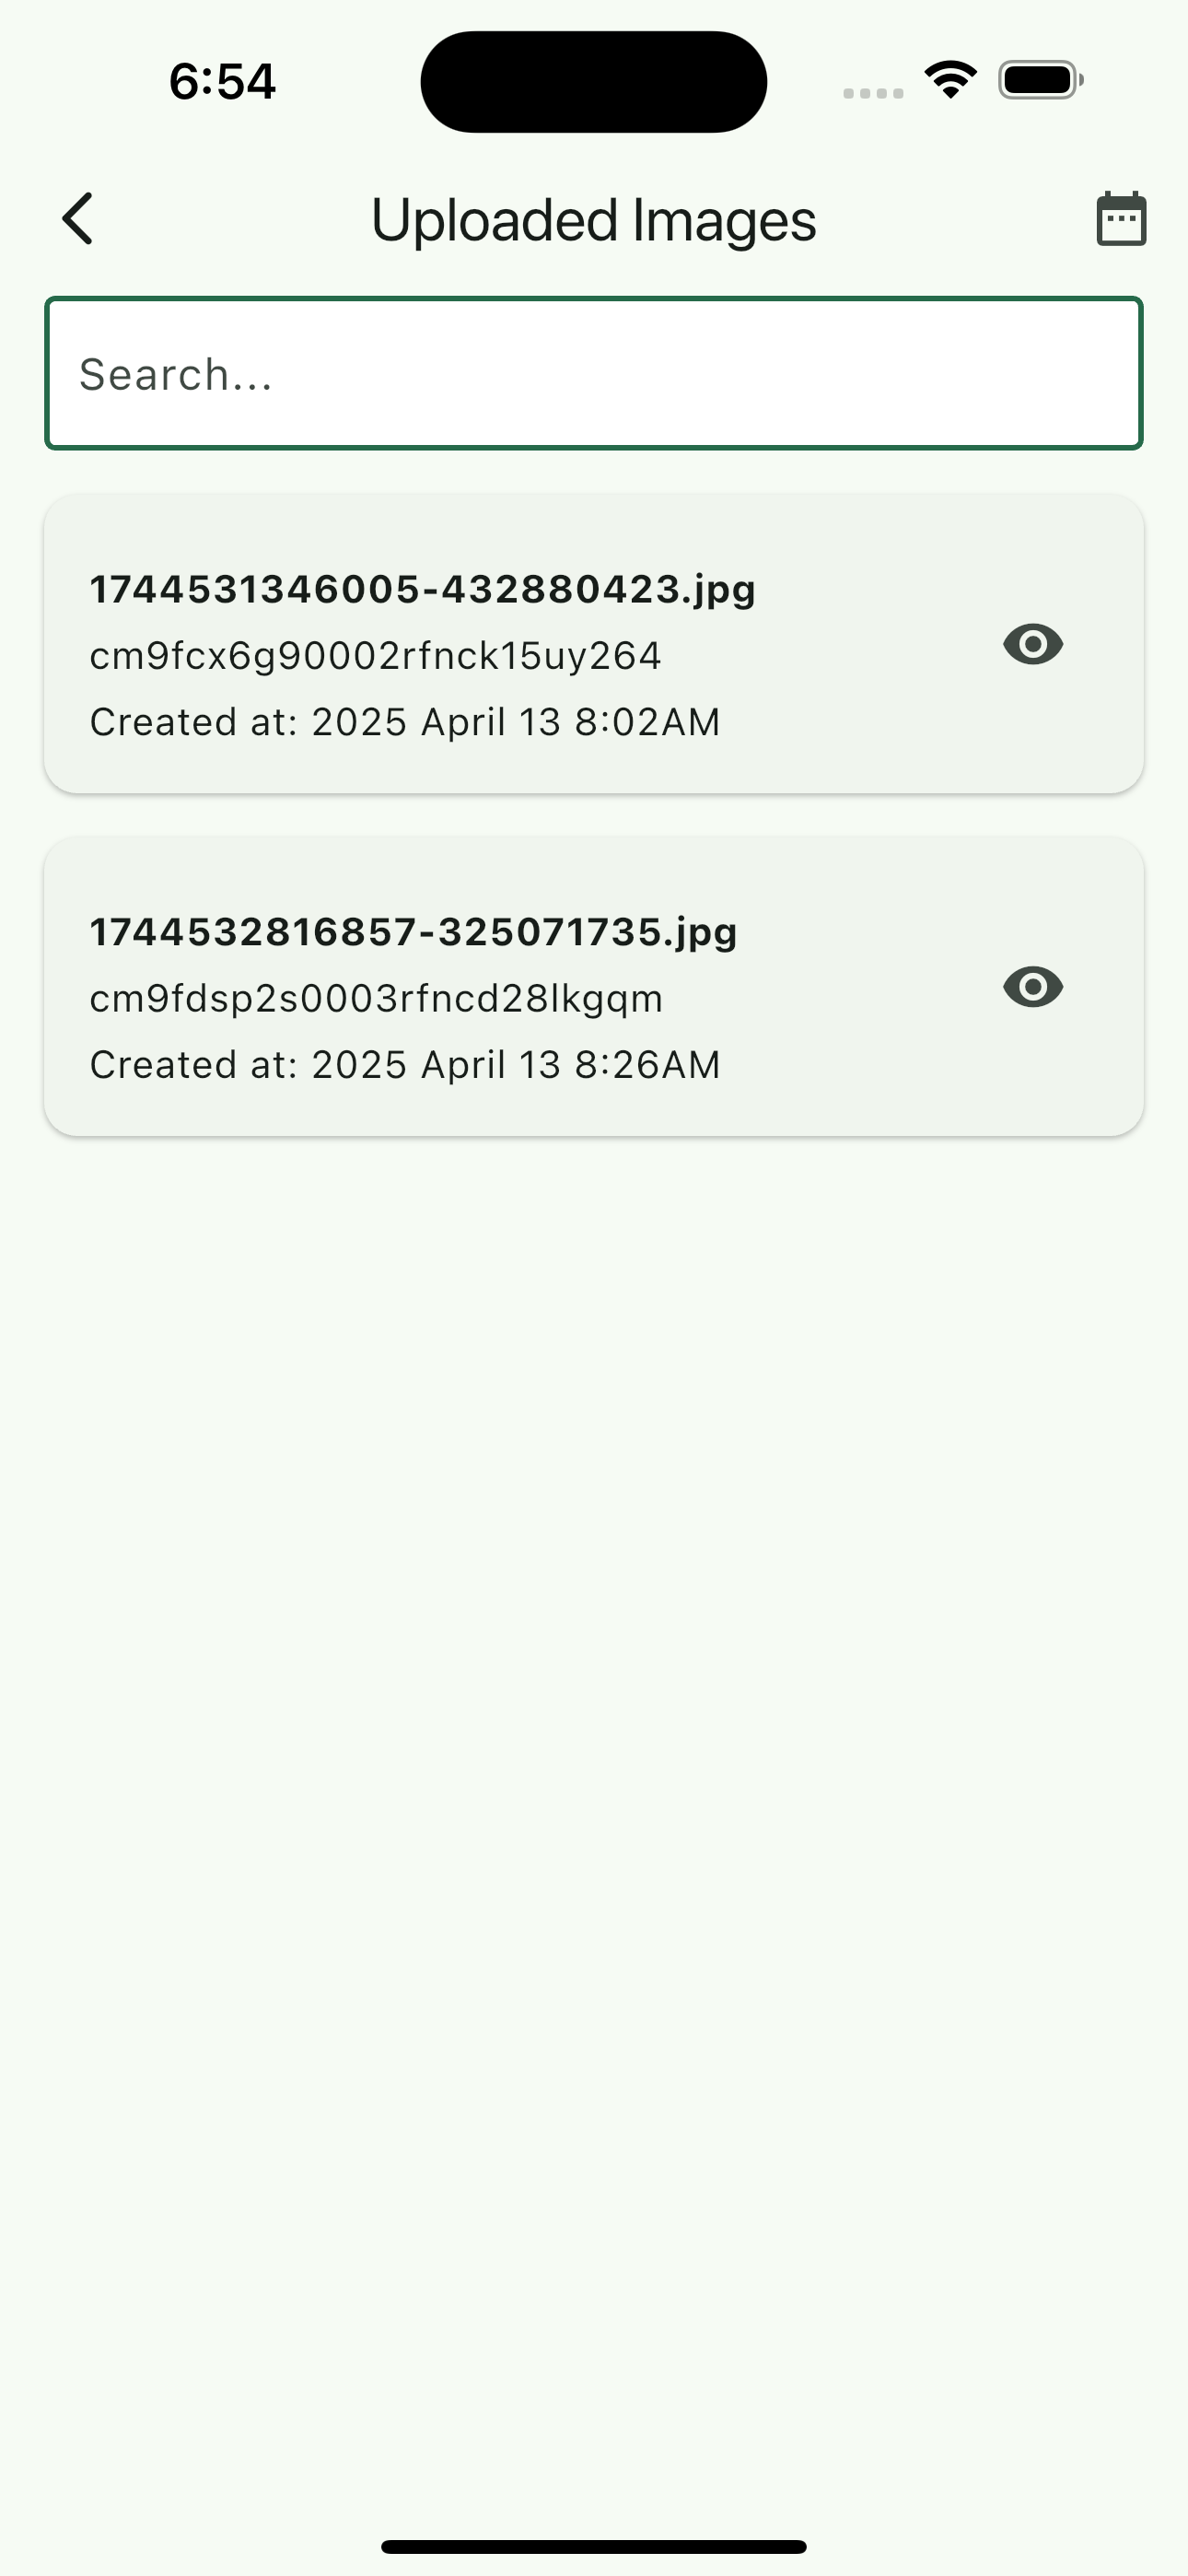 6:54
Uploaded Images
Search...
1744531346005-432880423.jpg
cm9fcx6g90002rfnck15uy264
Created at: 2025 April 13 8:02AM
1744532816857-325071735.jpg
cm9fdsp2s0003rfncd28lkgqm
Created at: 2025 April 13 8:26AM